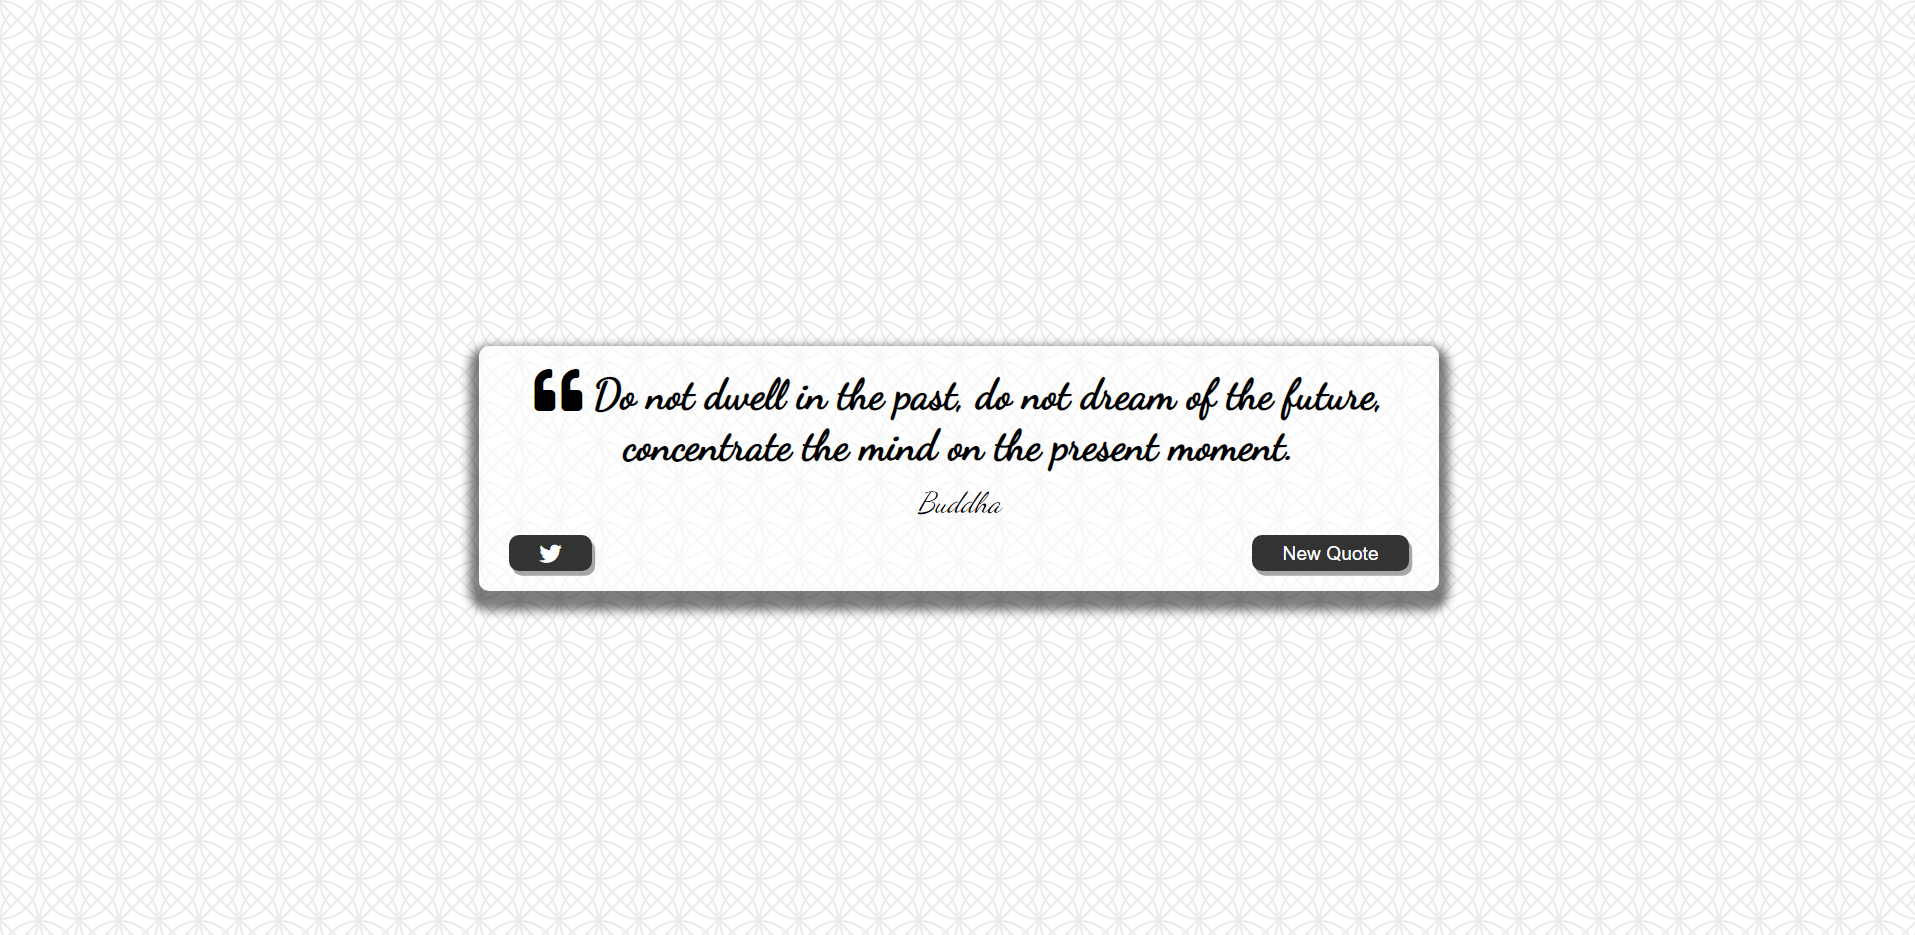 Do not dwell in the past, do not dream of the future,
concentrate the mind on the present moment.
Buddha
New Quote